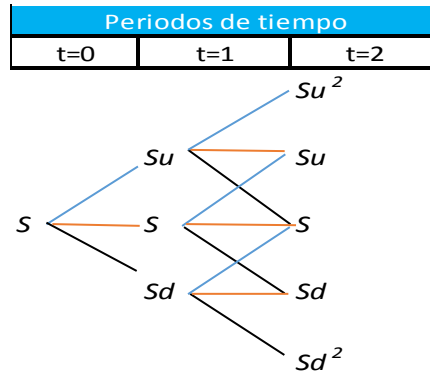 Periodos de tiempo
t=0 t=1 t=2
Su²
Su Su
S S S
Sd Sd
Sd²